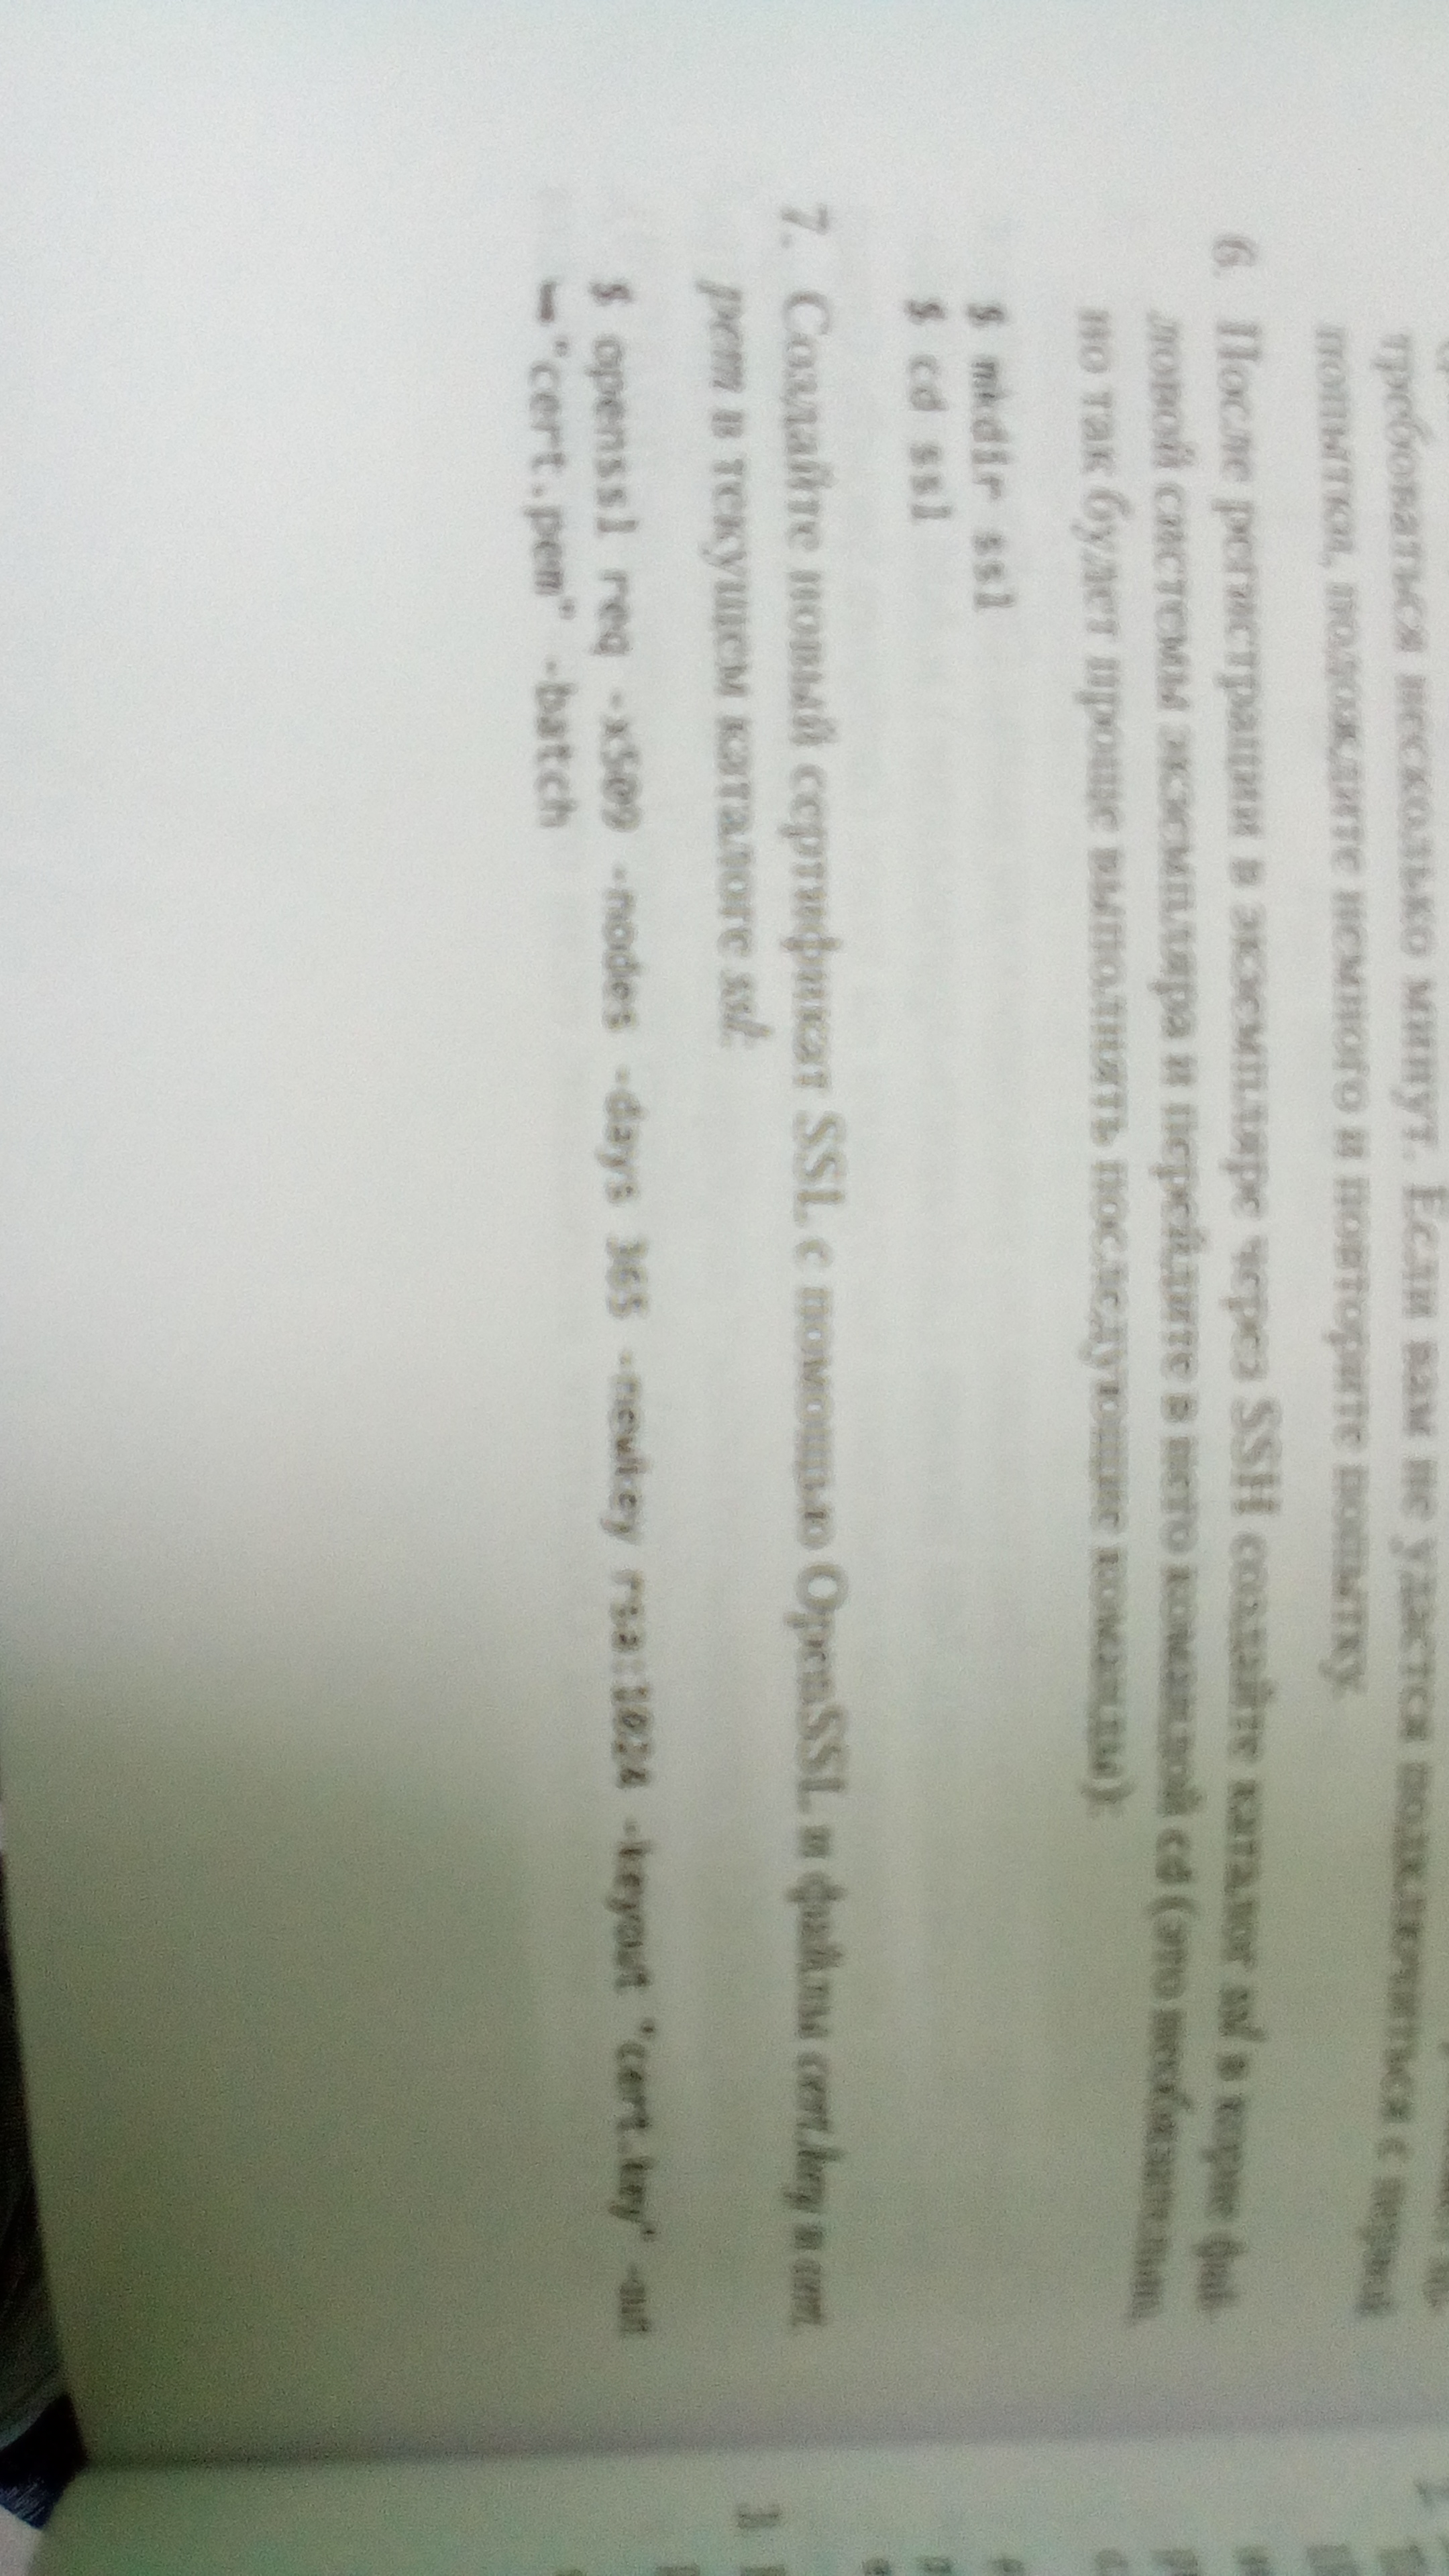 требоваться несколько минут. Если вам не удастся подключиться с первой
попытки, подождите немного и повторите попытку.
6. После регистрации в экземпляре через SSH создайте каталог ssl в корне фай-
ловой системы экземпляра и перейдите в него командой cd (это необязательно,
но так будет проще выполнять последующие команды):
$ mkdir ssl
$ cd ssl
7. Создайте новый сертификат SSL с помощью OpenSSL и файлы cert.key и cert.
pem в текущем каталоге ssl:
$ openssl req -x509 -nodes -days 365 -newkey rsa:1024 -keyout "cert.key" -out
➥"cert.pem" -batch